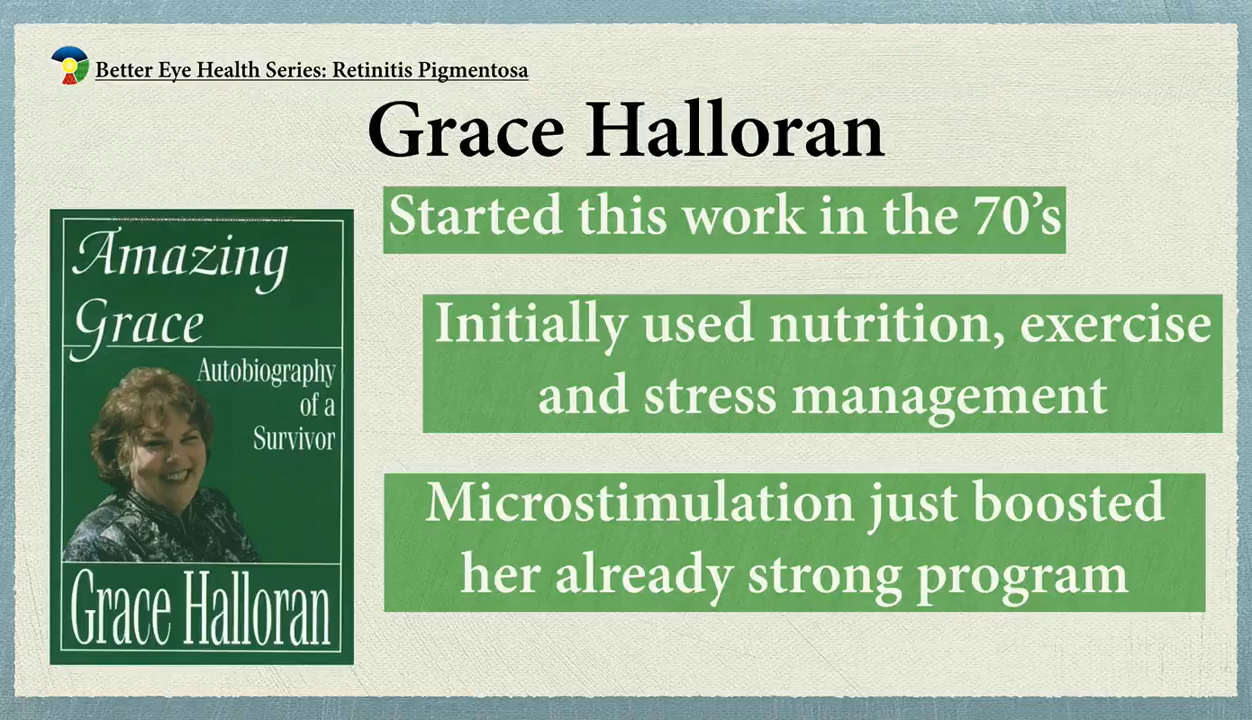 Better Eye Health Series: Retinitis Pigmentosa
Grace Halloran
Started this work in the 70’s
Initially used nutrition, exercise
and stress management
Microstimulation just boosted
her already strong program
Amazing
Grace
Autobiography
of a
Survivor
Grace Halloran